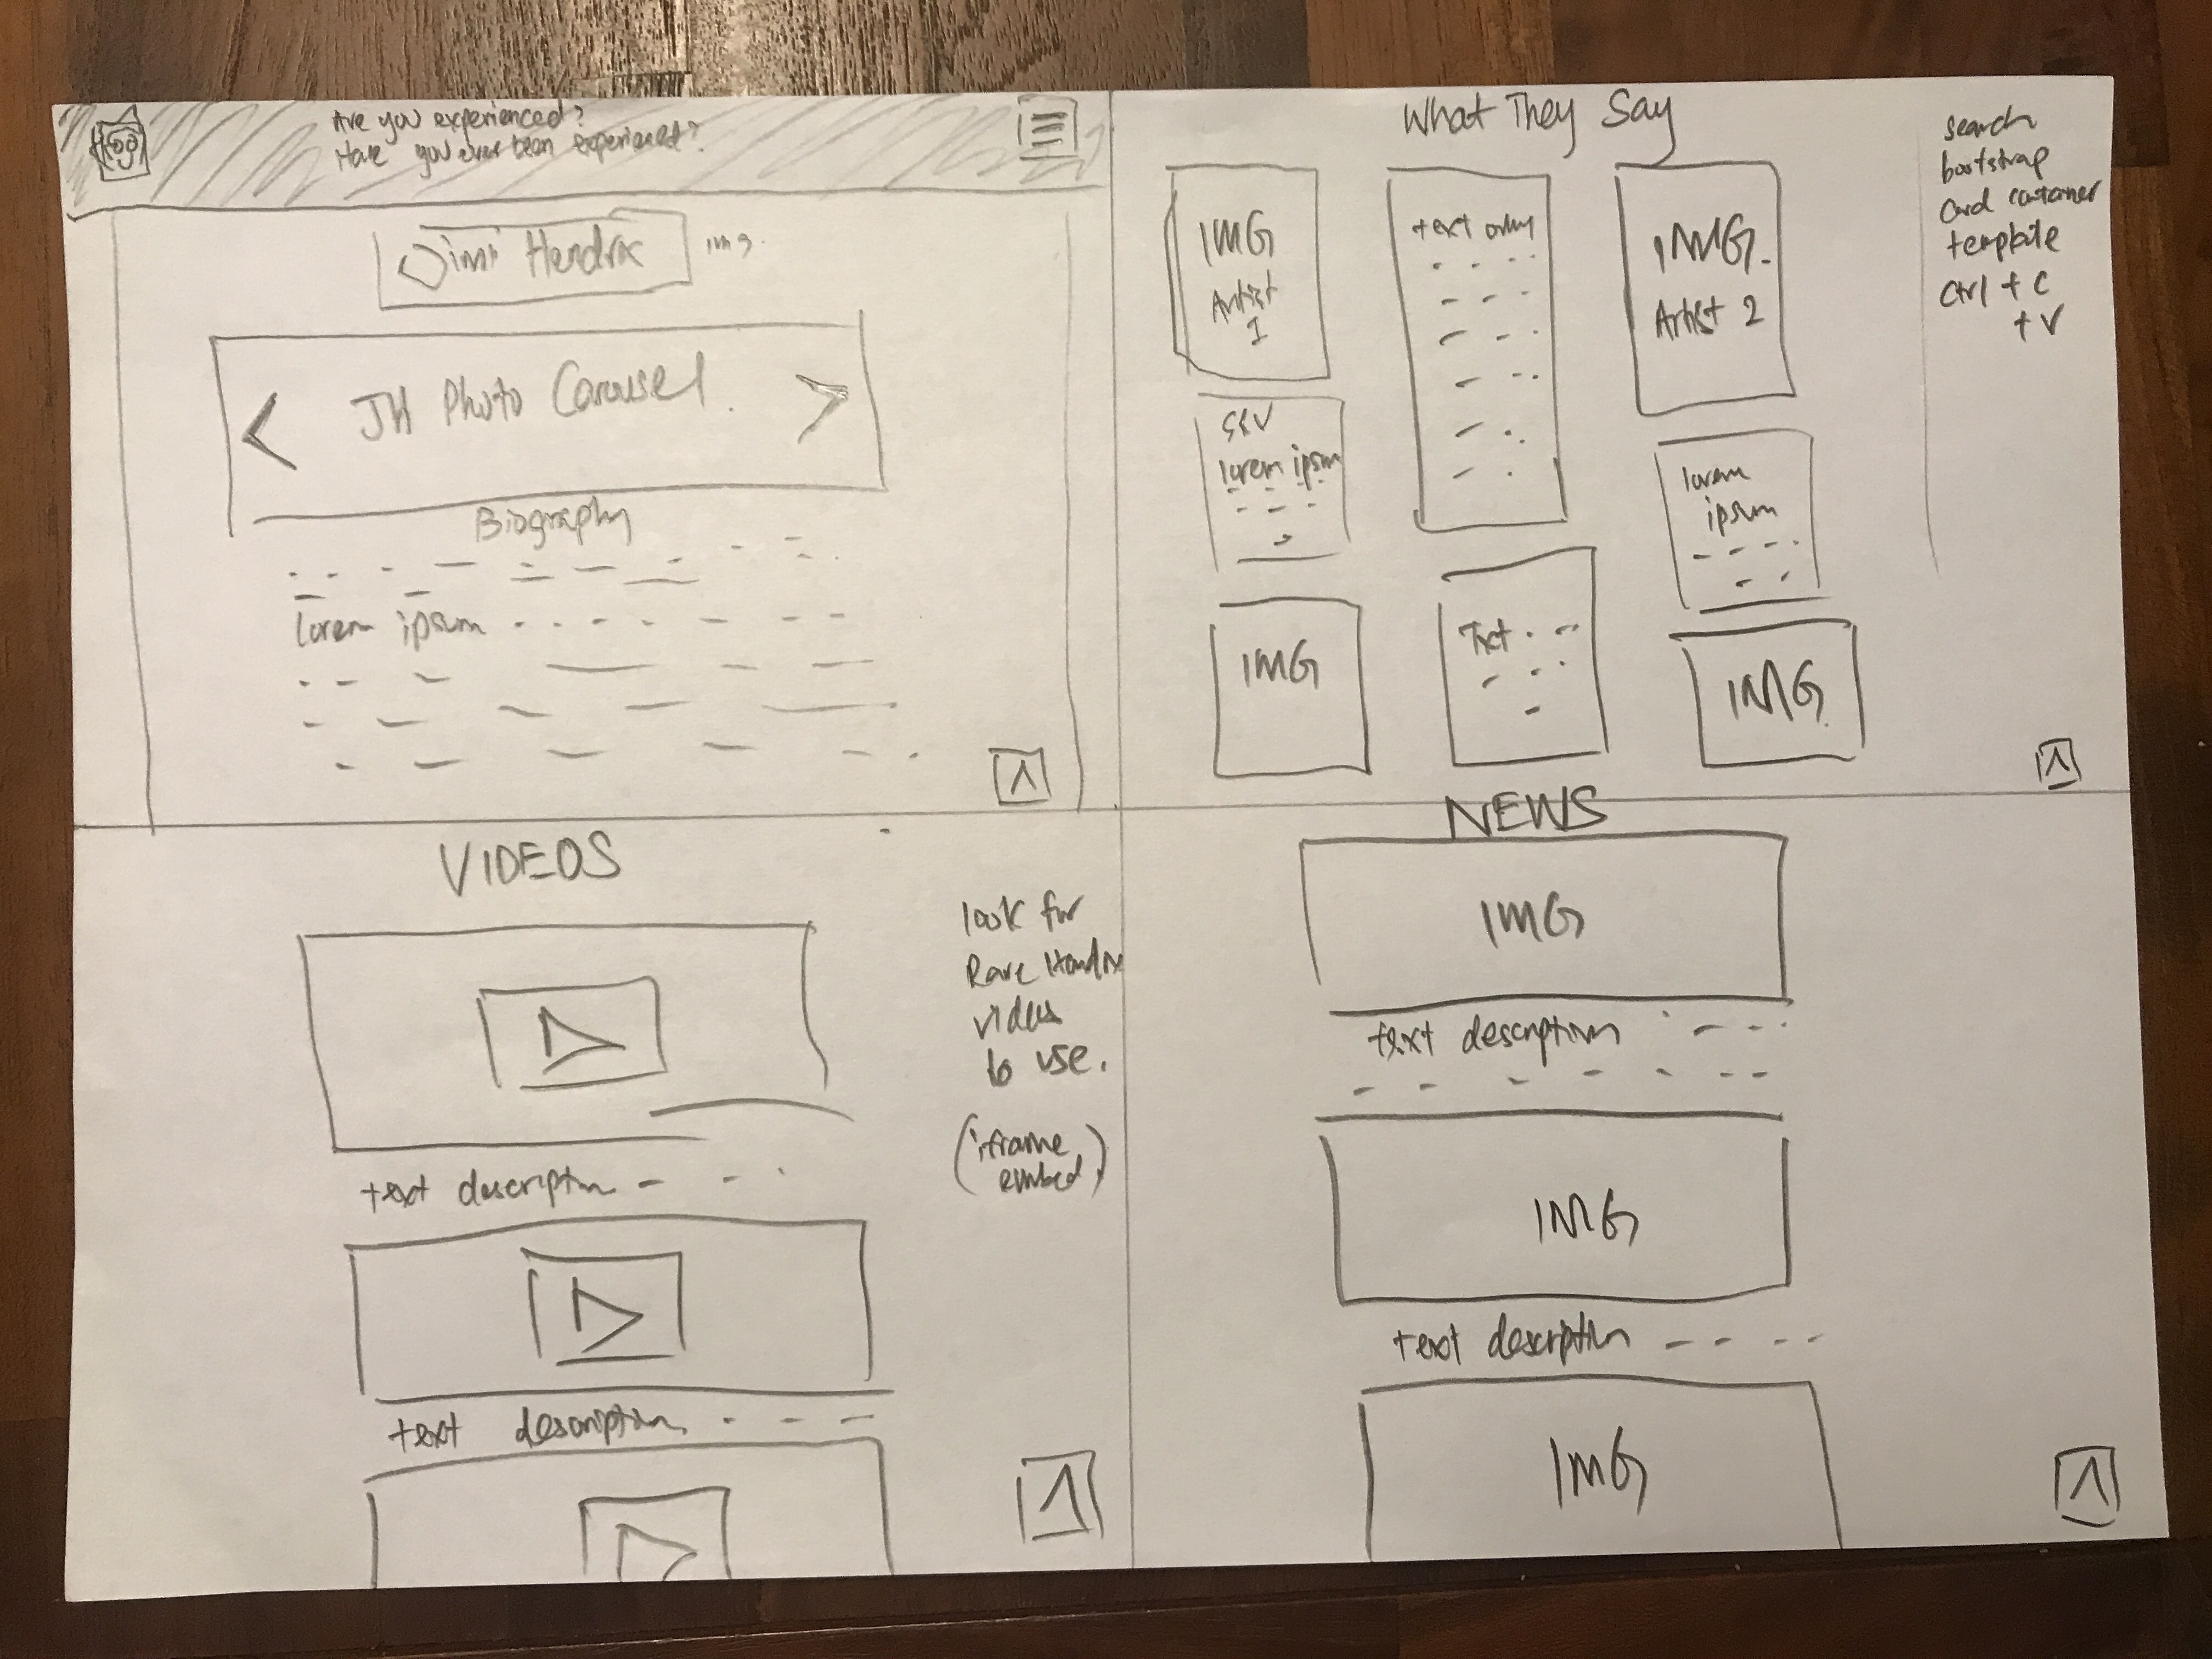 Are you experienced?
Have you ever been experienced?
Jimi Hendrix
img.
< JH Photo Carousel. >
Biography
lorem ipsum
What They Say
IMG
Artist
1
text only
IMG.
Artist 2
SRV
lorem ipsum
lorem
ipsum
IMG
Txt
IMG
search
bootstrap
Card container
template
Ctrl + C
+ V
VIDEOS
text description
text description
look for
Rare Hendrix
videos
to use.
(iframe
embed)
NEWS
IMG
text description
IMG
text description
IMG